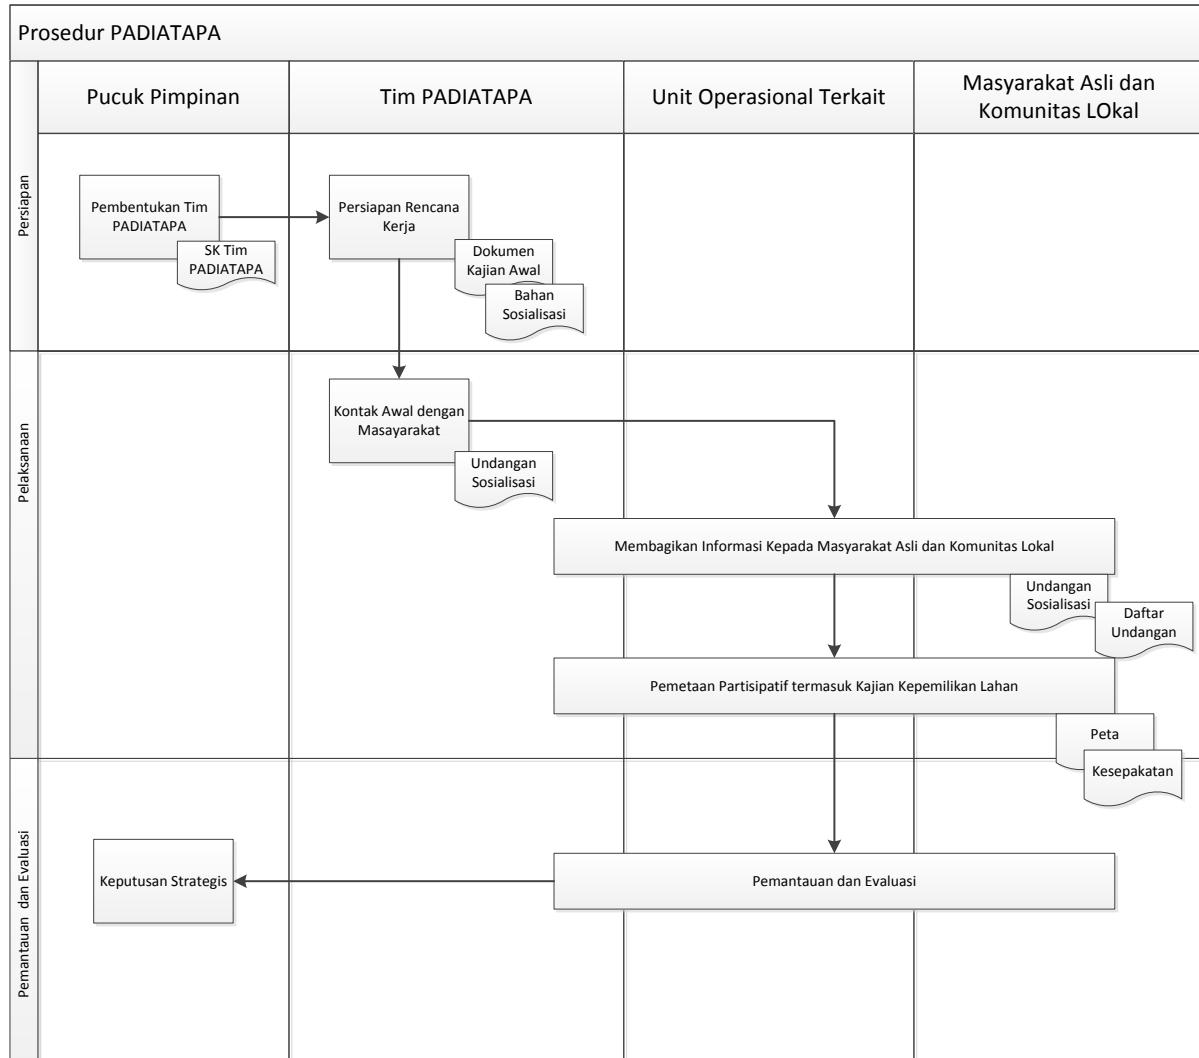 Prosedur PADIATAPA
Pucuk Pimpinan
Tim PADIATAPA
Unit Operasional Terkait
Masyarakat Asli dan
Komunitas LOkal
Persiapan
Pembentukan Tim
PADIATAPA
SK Tim
PADIATAPA
Persiapan Rencana
Kerja
Dokumen
Kajian Awal
Bahan
Sosialisasi
Pelaksanaan
Kontak Awal dengan
Masayarakat
Undangan
Sosialisasi
Membagikan Informasi Kepada Masyarakat Asli dan Komunitas Lokal
Undangan
Sosialisasi
Daftar
Undangan
Pemetaan Partisipatif termasuk Kajian Kepemilikan Lahan
Peta
Kesepakatan
Pemantauan dan Evaluasi
Keputusan Strategis
Pemantauan dan Evaluasi